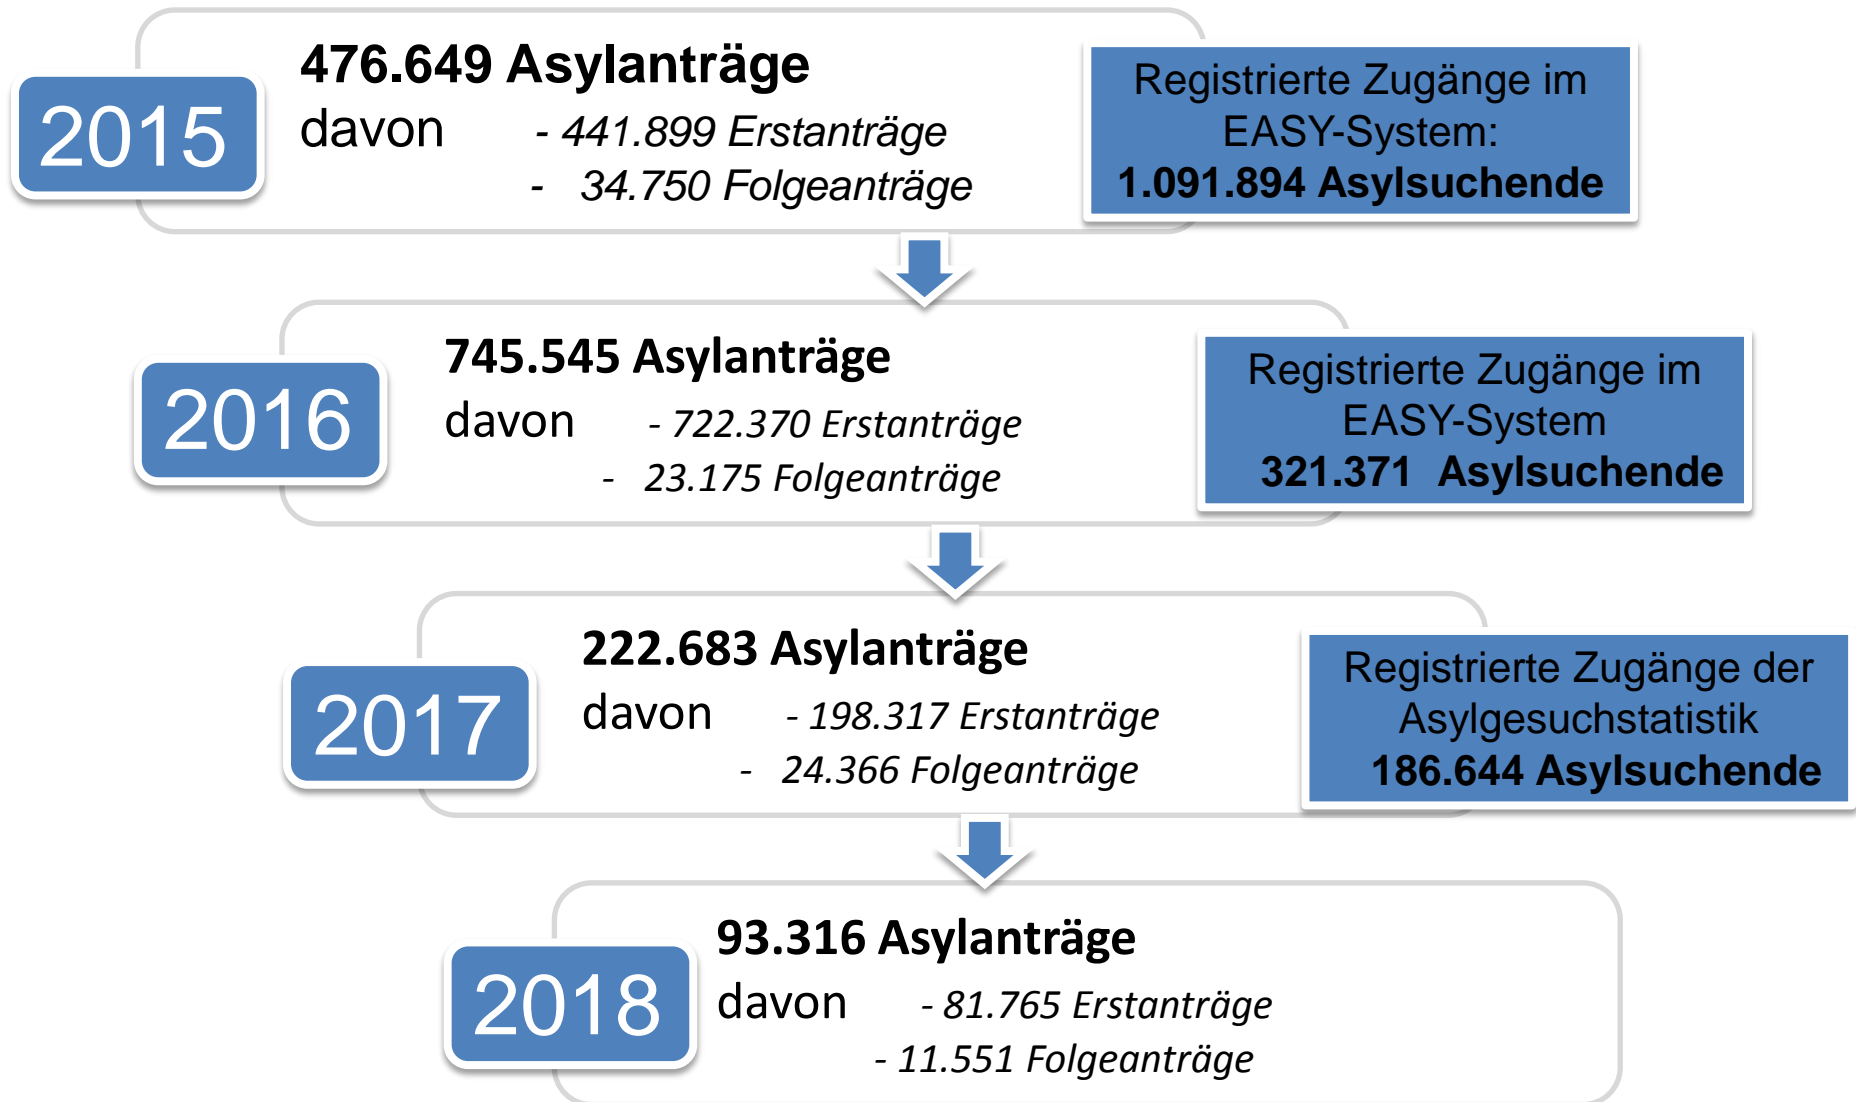 2015
476.649 Asylanträge
davon - 441.899 Erstanträge
- 34.750 Folgeanträge
Registrierte Zugänge im
EASY-System:
1.091.894 Asylsuchende
2016
745.545 Asylanträge
davon - 722.370 Erstanträge
- 23.175 Folgeanträge
Registrierte Zugänge im
EASY-System
321.371 Asylsuchende
2017
222.683 Asylanträge
davon - 198.317 Erstanträge
- 24.366 Folgeanträge
Registrierte Zugänge der
Asylgesuchstatistik
186.644 Asylsuchende
2018
93.316 Asylanträge
davon - 81.765 Erstanträge
- 11.551 Folgeanträge